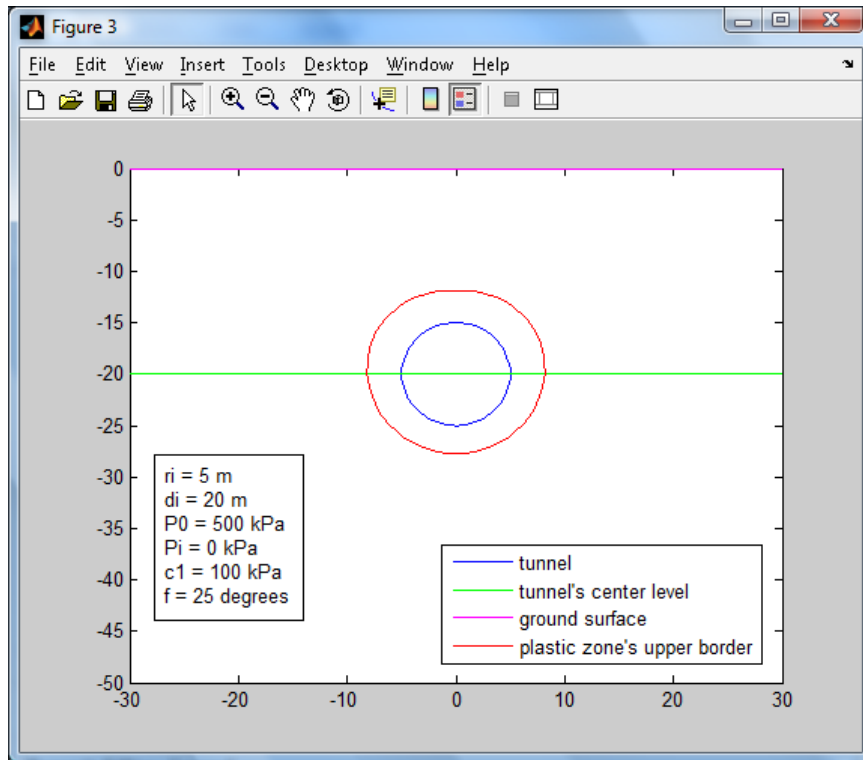 Figure 3
File Edit View Insert Tools Desktop Window Help
0
-5
-10
-15
-20
-25
-30
-35
-40
-45
-50
ri = 5 m
di = 20 m
P0 = 500 kPa
Pi = 0 kPa
c1 = 100 kPa
f = 25 degrees
tunnel
tunnel's center level
ground surface
plastic zone's upper border
-30 -20 -10 0 10 20 30